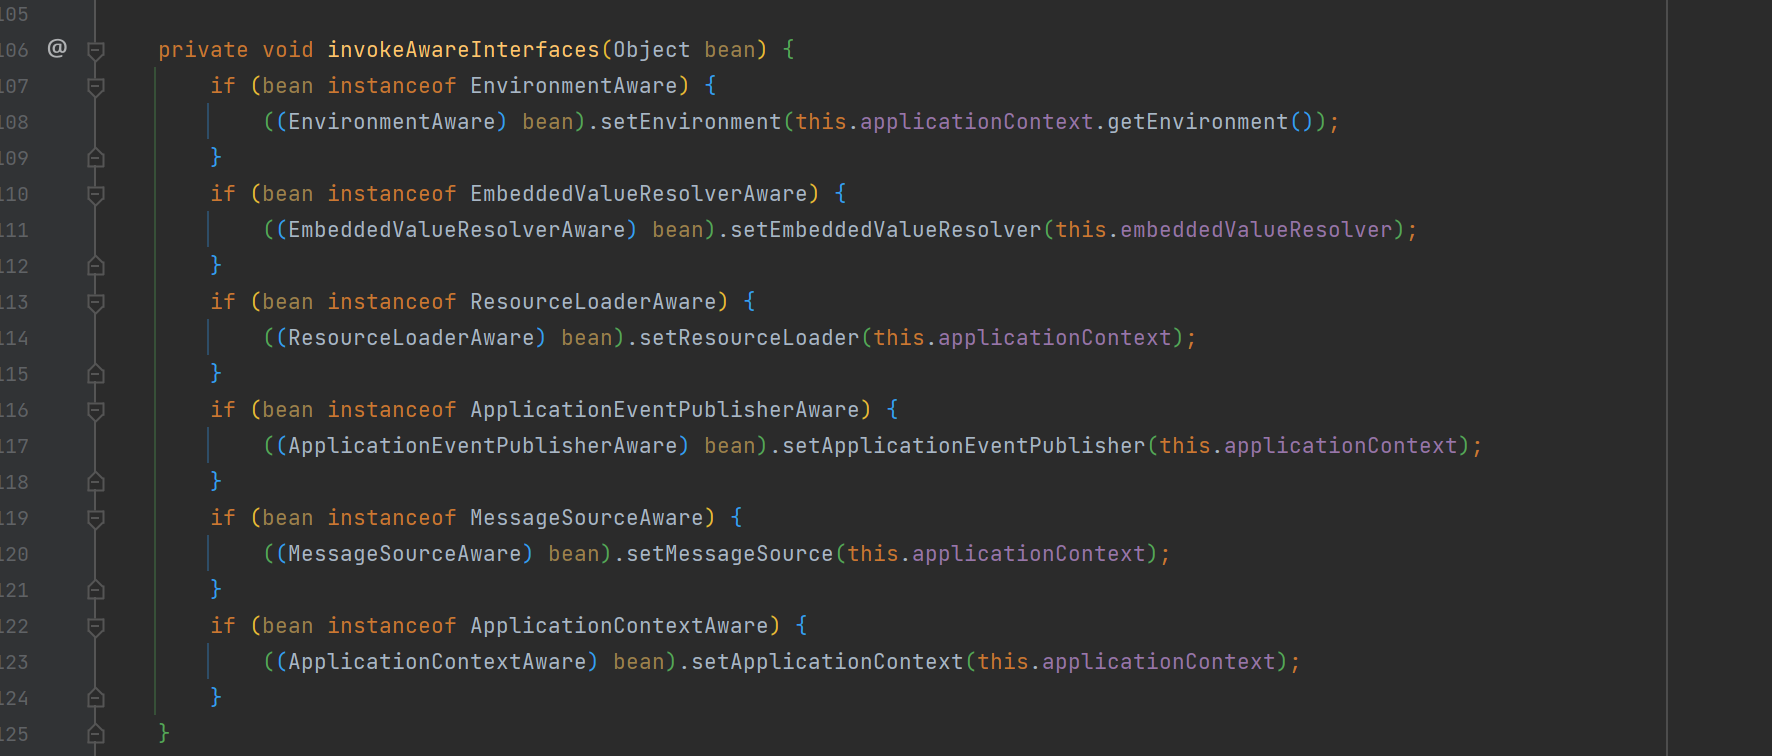 105
106 @ private void invokeAwareInterfaces(Object bean) {
107 if (bean instanceof EnvironmentAware) {
108 ((EnvironmentAware) bean).setEnvironment(this.applicationContext.getEnvironment());
109 }
110 if (bean instanceof EmbeddedValueResolverAware) {
111 ((EmbeddedValueResolverAware) bean).setEmbeddedValueResolver(this.embeddedValueResolver);
112 }
113 if (bean instanceof ResourceLoaderAware) {
114 ((ResourceLoaderAware) bean).setResourceLoader(this.applicationContext);
115 }
116 if (bean instanceof ApplicationEventPublisherAware) {
117 ((ApplicationEventPublisherAware) bean).setApplicationEventPublisher(this.applicationContext);
118 }
119 if (bean instanceof MessageSourceAware) {
120 ((MessageSourceAware) bean).setMessageSource(this.applicationContext);
121 }
122 if (bean instanceof ApplicationContextAware) {
123 ((ApplicationContextAware) bean).setApplicationContext(this.applicationContext);
124 }
125 }